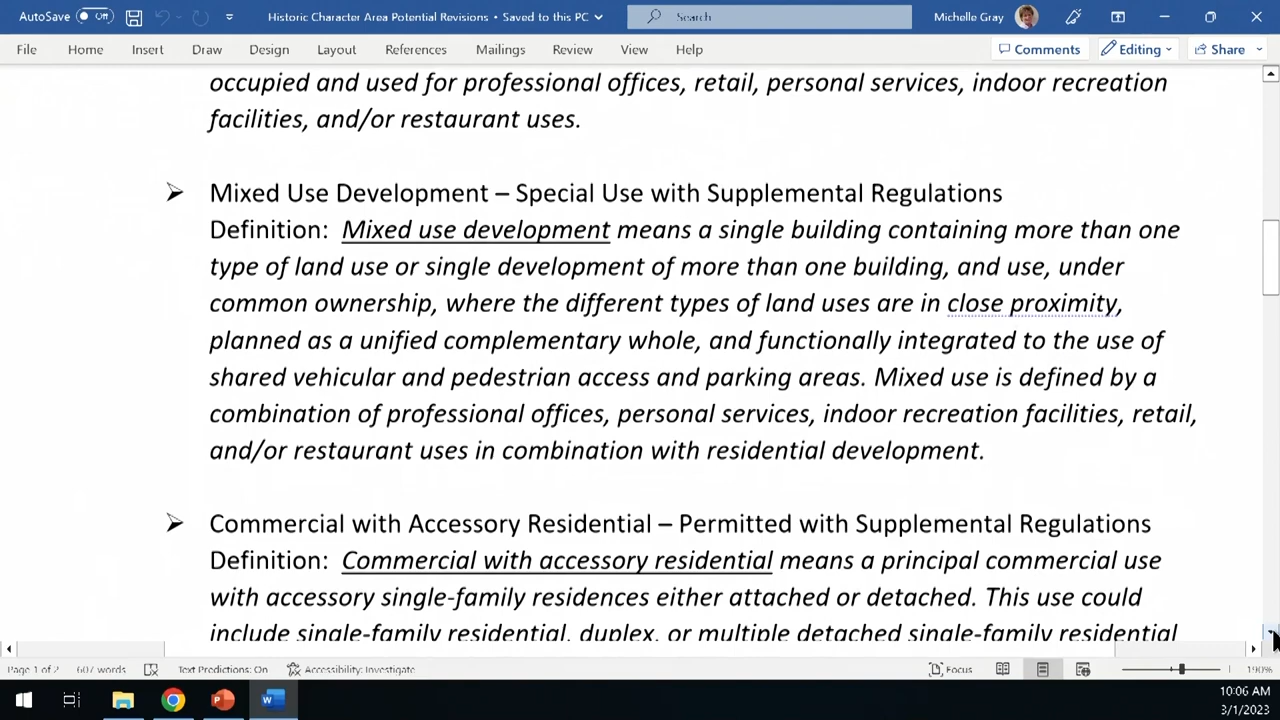 AutoSave Off Historic Character Area Potential Revisions • Saved to this PC Search Michelle Gray
File Home Insert Draw Design Layout References Mailings Review View Help Comments Editing Share
occupied and used for professional offices, retail, personal services, indoor recreation
facilities, and/or restaurant uses.
➢ Mixed Use Development – Special Use with Supplemental Regulations
Definition: Mixed use development means a single building containing more than one
type of land use or single development of more than one building, and use, under
common ownership, where the different types of land uses are in close proximity,
planned as a unified complementary whole, and functionally integrated to the use of
shared vehicular and pedestrian access and parking areas. Mixed use is defined by a
combination of professional offices, personal services, indoor recreation facilities, retail,
and/or restaurant uses in combination with residential development.
➢ Commercial with Accessory Residential – Permitted with Supplemental Regulations
Definition: Commercial with accessory residential means a principal commercial use
with accessory single-family residences either attached or detached. This use could
include single-family residential, duplex, or multiple detached single-family residential
Page 1 of 2 607 words Text Predictions: On Accessibility: Investigate Focus 190%
10:06 AM
3/1/2023